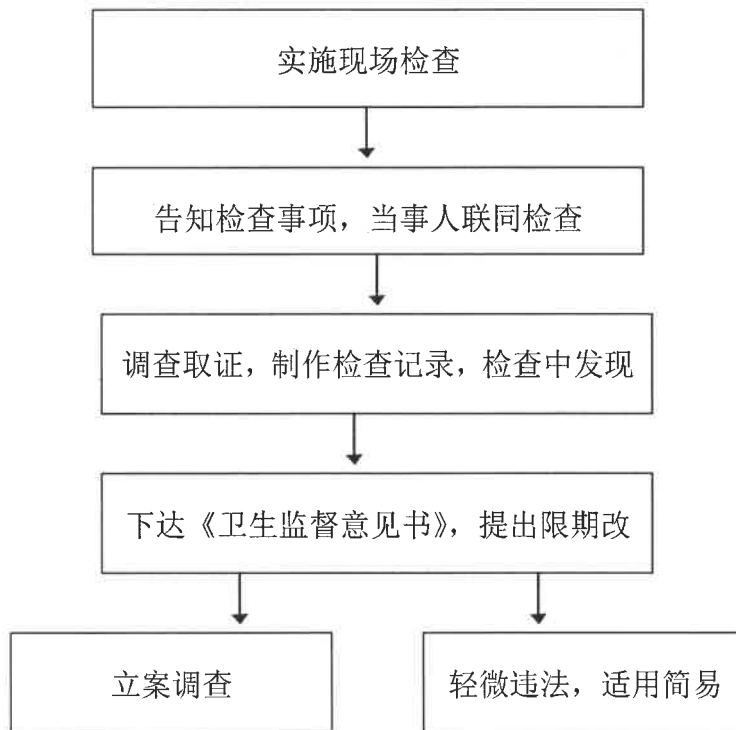 实施现场检查
告知检查事项，当事人联同检查
调查取证，制作检查记录，检查中发现
下达《卫生监督意见书》，提出限期改
立案调查
轻微违法，适用简易